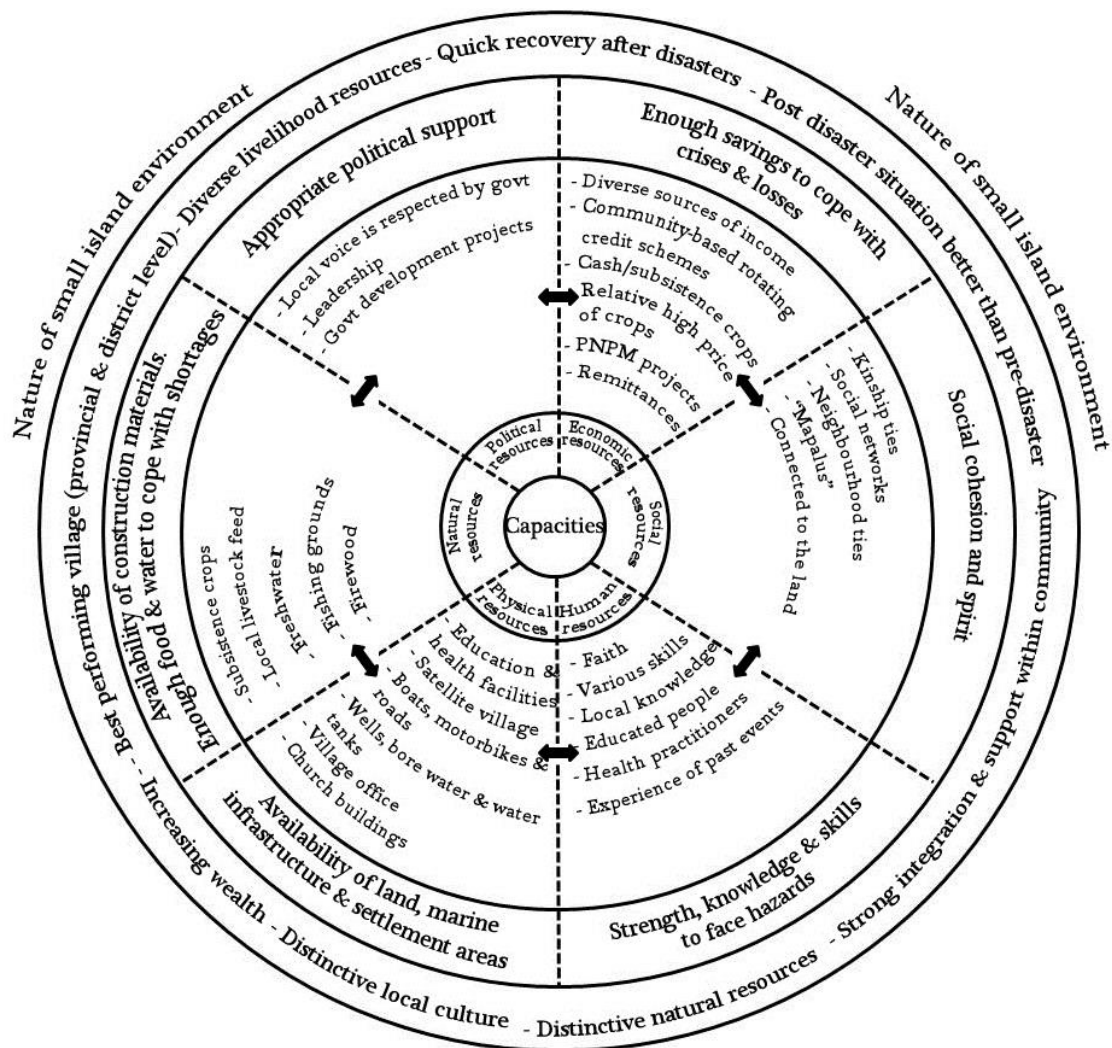 Nature of small island environment
Nature of small island environment
- Best performing village (provincial & district level)- Diverse livelihood resources - Quick recovery after disasters - Post disaster situation better than pre-disaster
- Strong integration & support within community
- Distinctive natural resources
- Distinctive local culture
- Increasing wealth
Appropriate political support
Enough savings to cope with
crises & losses
Social cohesion and spirit
Strength, knowledge & skills
to face hazards
Availability of land, marine
infrastructure & settlement areas
Availability of construction materials.
Enough food & water to cope with shortages
- Local voice is respected by govt
- Leadership
- Govt development projects
- Diverse sources of income
- Community-based rotating
credit schemes
- Cash/subsistence crops
- Relative high price
of crops
- PNPM projects
- Remittances
- Kinship ties
- Social networks
- Neighbourhood ties
- "Mapalus"
- Connected to the land
- Faith
- Various skills
- Local knowledge
- Educated people
- Health practitioners
- Experience of past events
- Education &
health facilities
- Satellite village
- Boats, motorbikes &
roads
- Wells, bore water & water
tanks
- Village office
- Church buildings
- Subsistence crops
- Local livestock feed
- Freshwater
- Fishing grounds
- Firewood
Political
resources
Economic
resources
Social
resources
Human
resources
Physical
resources
Natural
resources
Capacities